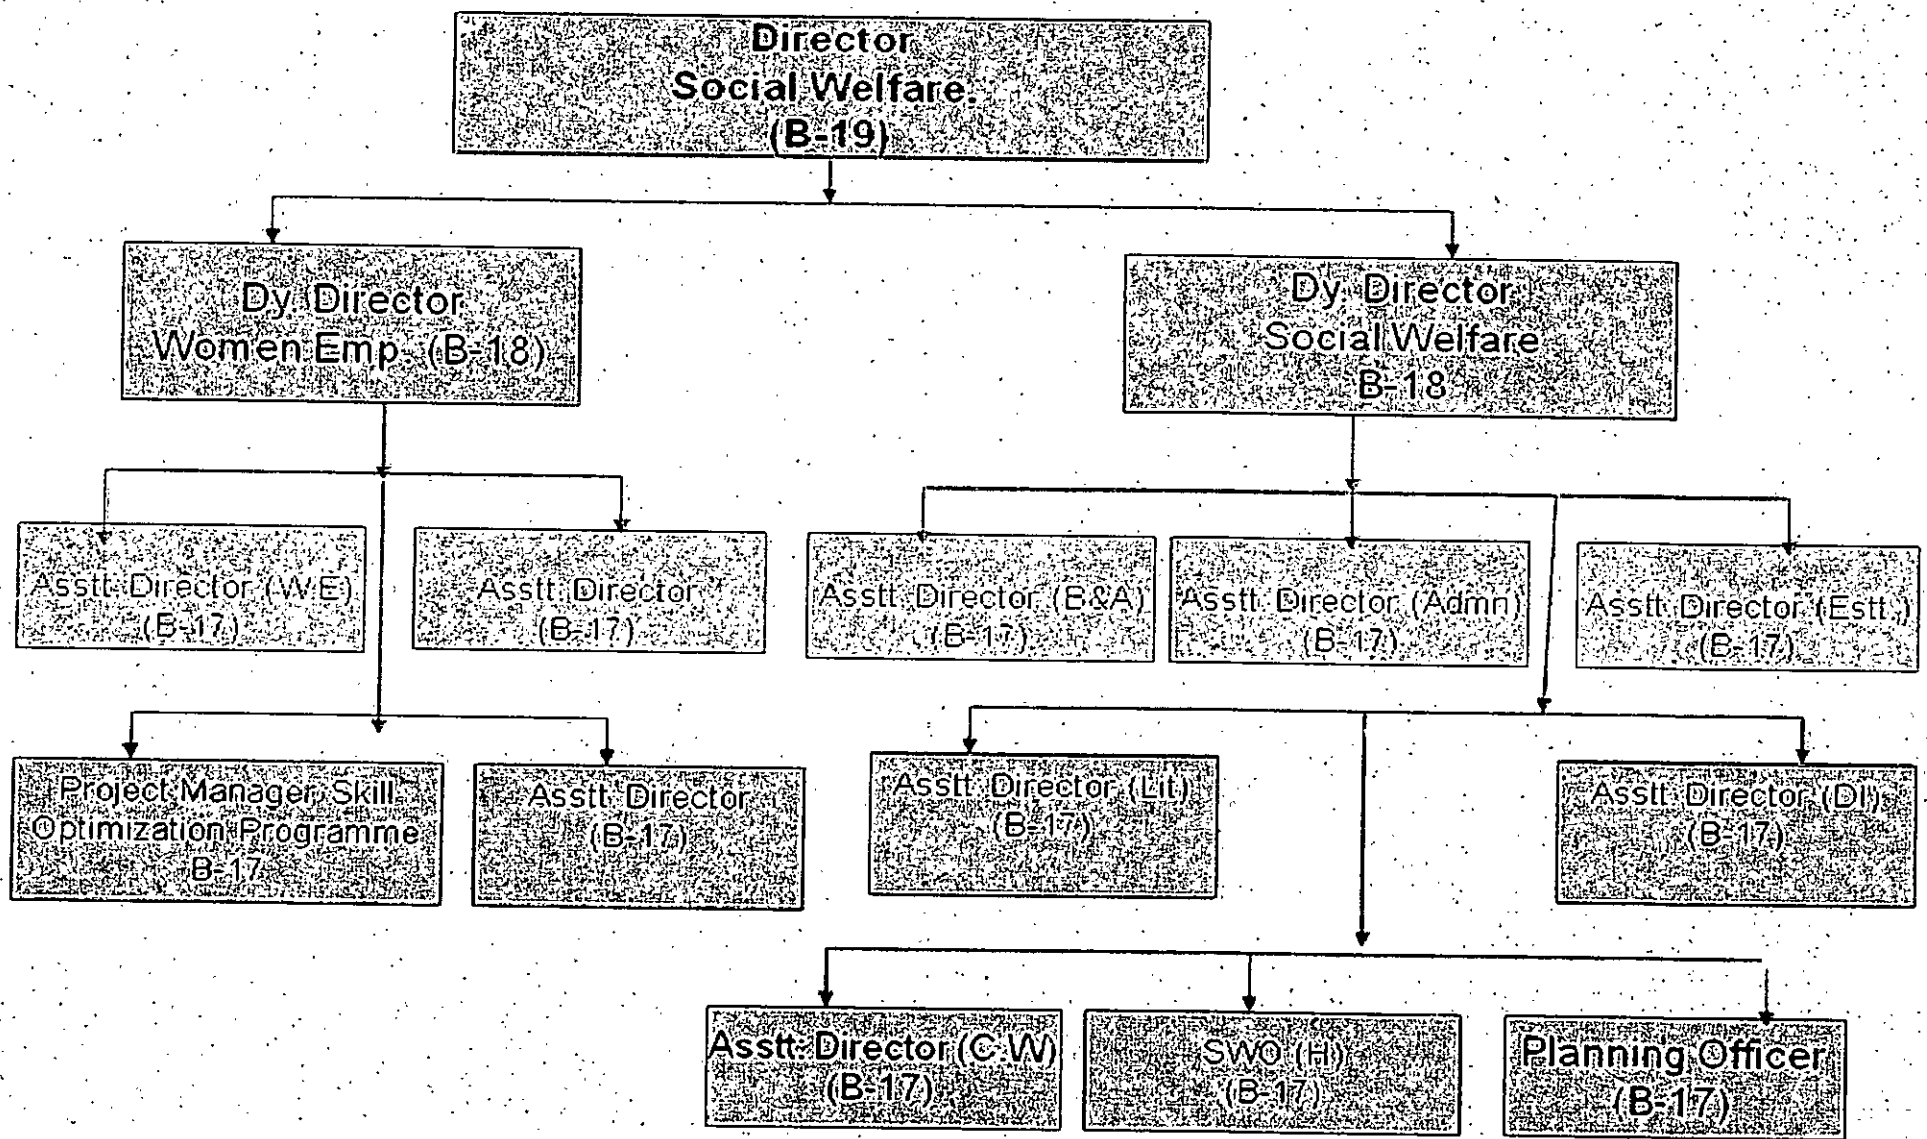 Director
Social Welfare.
(B-19)
Dy. Director
Women Emp. (B-18)
Dy. Director
Social Welfare
B-18
Asstt: Director (W.E)
(B-17)
Asstt: Director
(B-17)
Asstt: Director (B&A)
(B-17)
Asstt: Director (Admn)
(B-17)
Asstt: Director (Estt.)
(B-17)
Project Manager Skill
Optimization Programme
B-17
Asstt: Director
(B-17)
Asstt: Director (Lit)
(B-17)
Asstt: Director (DI)
(B-17)
Asstt: Director (C.W)
(B-17)
SWO (H)
(B-17)
Planning Officer
(B-17)